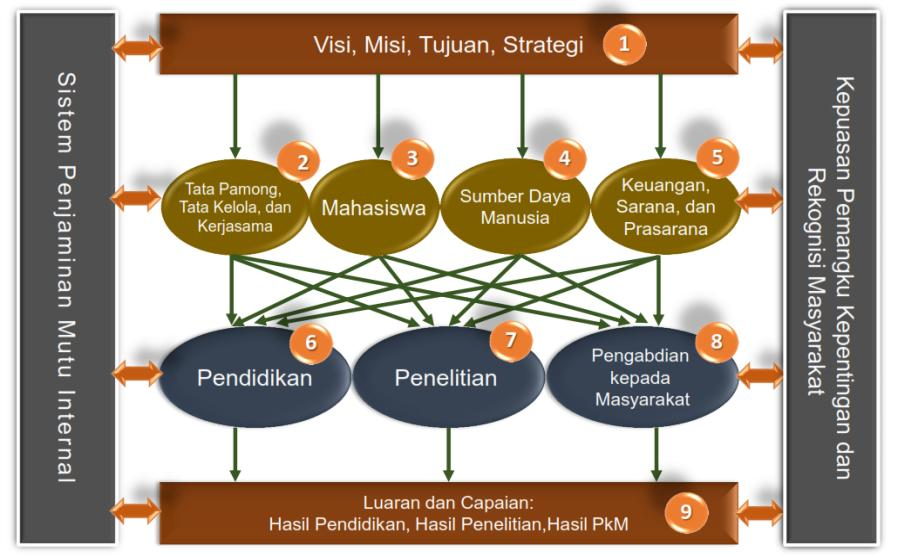 Sistem Penjaminan Mutu Internal
Visi, Misi, Tujuan, Strategi 1
2
Tata Pamong,
Tata Kelola, dan
Kerjasama
3
Mahasiswa
4
Sumber Daya
Manusia
5
Keuangan,
Sarana, dan
Prasarana
6
Pendidikan
7
Penelitian
8
Pengabdian
kepada
Masyarakat
Luaran dan Capaian:
Hasil Pendidikan, Hasil Penelitian,Hasil PkM
9
Kepuasan Pemangku Kepentingan dan
Rekognisi Masyarakat